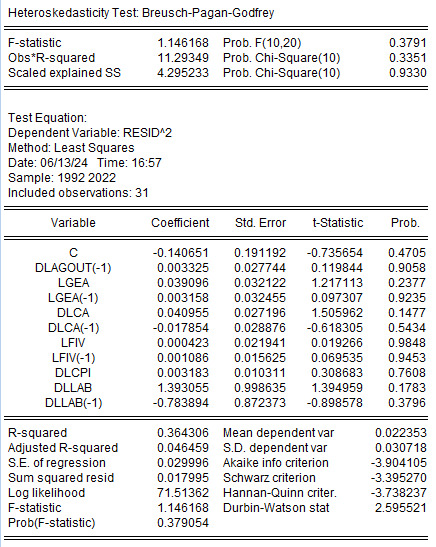 Heteroskedasticity Test: Breusch-Pagan-Godfrey
F-statistic 1.146168 Prob. F(10,20) 0.3791
Obs*R-squared 11.29349 Prob. Chi-Square(10) 0.3351
Scaled explained SS 4.295233 Prob. Chi-Square(10) 0.9330
Test Equation:
Dependent Variable: RESID^2
Method: Least Squares
Date: 06/13/24 Time: 16:57
Sample: 1992 2022
Included observations: 31
Variable Coefficient Std. Error t-Statistic Prob.
C -0.140651 0.191192 -0.735654 0.4705
DLAGOUT(-1) 0.003325 0.027744 0.119844 0.9058
LGEA 0.039096 0.032122 1.217113 0.2377
LGEA(-1) 0.003158 0.032455 0.097307 0.9235
DLCA 0.040955 0.027196 1.505962 0.1477
DLCA(-1) -0.017854 0.028876 -0.618305 0.5434
LFIV 0.000423 0.021941 0.019266 0.9848
LFIV(-1) 0.001086 0.015625 0.069535 0.9453
DLCPI 0.003183 0.010311 0.308683 0.7608
DLLAB 1.393055 0.998635 1.394959 0.1783
DLLAB(-1) -0.783894 0.872373 -0.898578 0.3796
R-squared 0.364306 Mean dependent var 0.022353
Adjusted R-squared 0.046459 S.D. dependent var 0.030718
S.E. of regression 0.029996 Akaike info criterion -3.904105
Sum squared resid 0.017995 Schwarz criterion -3.395270
Log likelihood 71.51362 Hannan-Quinn criter. -3.738237
F-statistic 1.146168 Durbin-Watson stat 2.595521
Prob(F-statistic) 0.379054